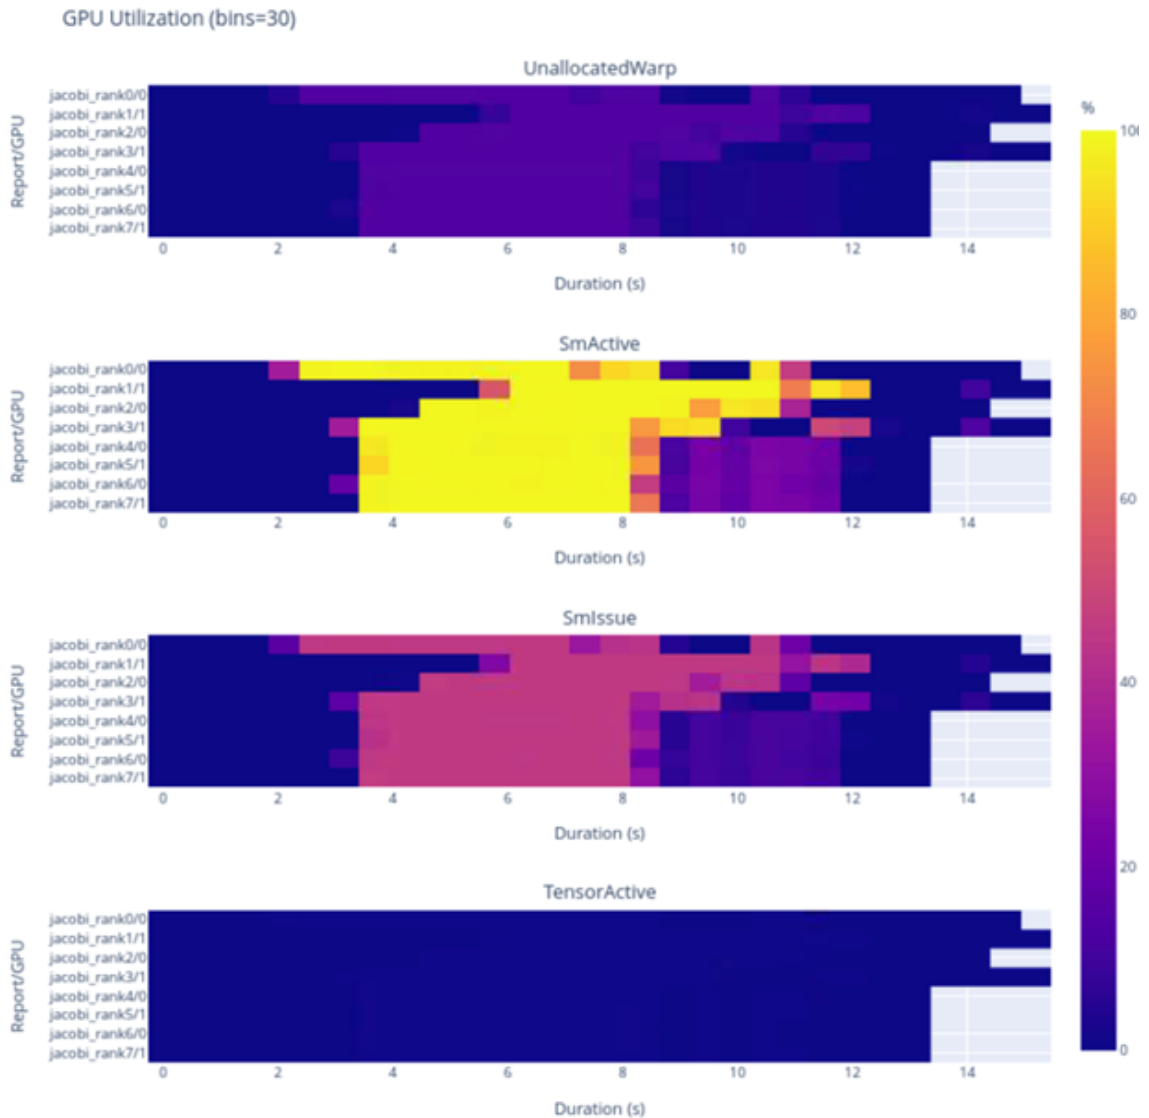 GPU Utilization (bins=30)
UnallocatedWarp
Report/GPU
jacobi_rank0/0
jacobi_rank1/1
jacobi_rank2/0
jacobi_rank3/1
jacobi_rank4/0
jacobi_rank5/1
jacobi_rank6/0
jacobi_rank7/1
0 2 4 6 8 10 12 14
Duration (s)
SmActive
Report/GPU
jacobi_rank0/0
jacobi_rank1/1
jacobi_rank2/0
jacobi_rank3/1
jacobi_rank4/0
jacobi_rank5/1
jacobi_rank6/0
jacobi_rank7/1
0 2 4 6 8 10 12 14
Duration (s)
SmIssue
Report/GPU
jacobi_rank0/0
jacobi_rank1/1
jacobi_rank2/0
jacobi_rank3/1
jacobi_rank4/0
jacobi_rank5/1
jacobi_rank6/0
jacobi_rank7/1
0 2 4 6 8 10 12 14
Duration (s)
TensorActive
Report/GPU
jacobi_rank0/0
jacobi_rank1/1
jacobi_rank2/0
jacobi_rank3/1
jacobi_rank4/0
jacobi_rank5/1
jacobi_rank6/0
jacobi_rank7/1
0 2 4 6 8 10 12 14
Duration (s)
%
100
80
60
40
20
0